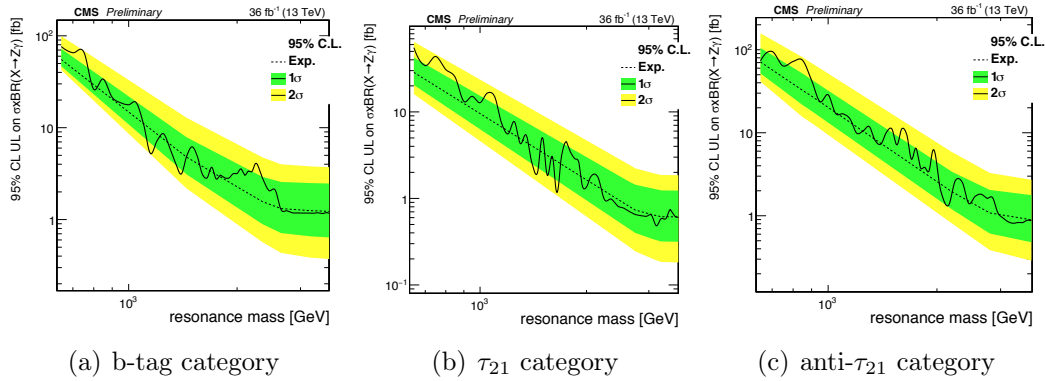 CMS Preliminary 36 fb⁻¹ (13 TeV)
95% CL UL on σxBR(X→Zγ) [fb]
10²
10
1
95% C.L.
Exp.
1σ
2σ
10³
resonance mass [GeV]
(a) b-tag category
CMS Preliminary 36 fb⁻¹ (13 TeV)
95% CL UL on σxBR(X→Zγ) [fb]
10
1
10⁻¹
95% C.L.
Exp.
1σ
2σ
10³
resonance mass [GeV]
(b) τ₂₁ category
CMS Preliminary 36 fb⁻¹ (13 TeV)
95% CL UL on σxBR(X→Zγ) [fb]
10²
10
1
95% C.L.
Exp.
1σ
2σ
10³
resonance mass [GeV]
(c) anti-τ₂₁ category